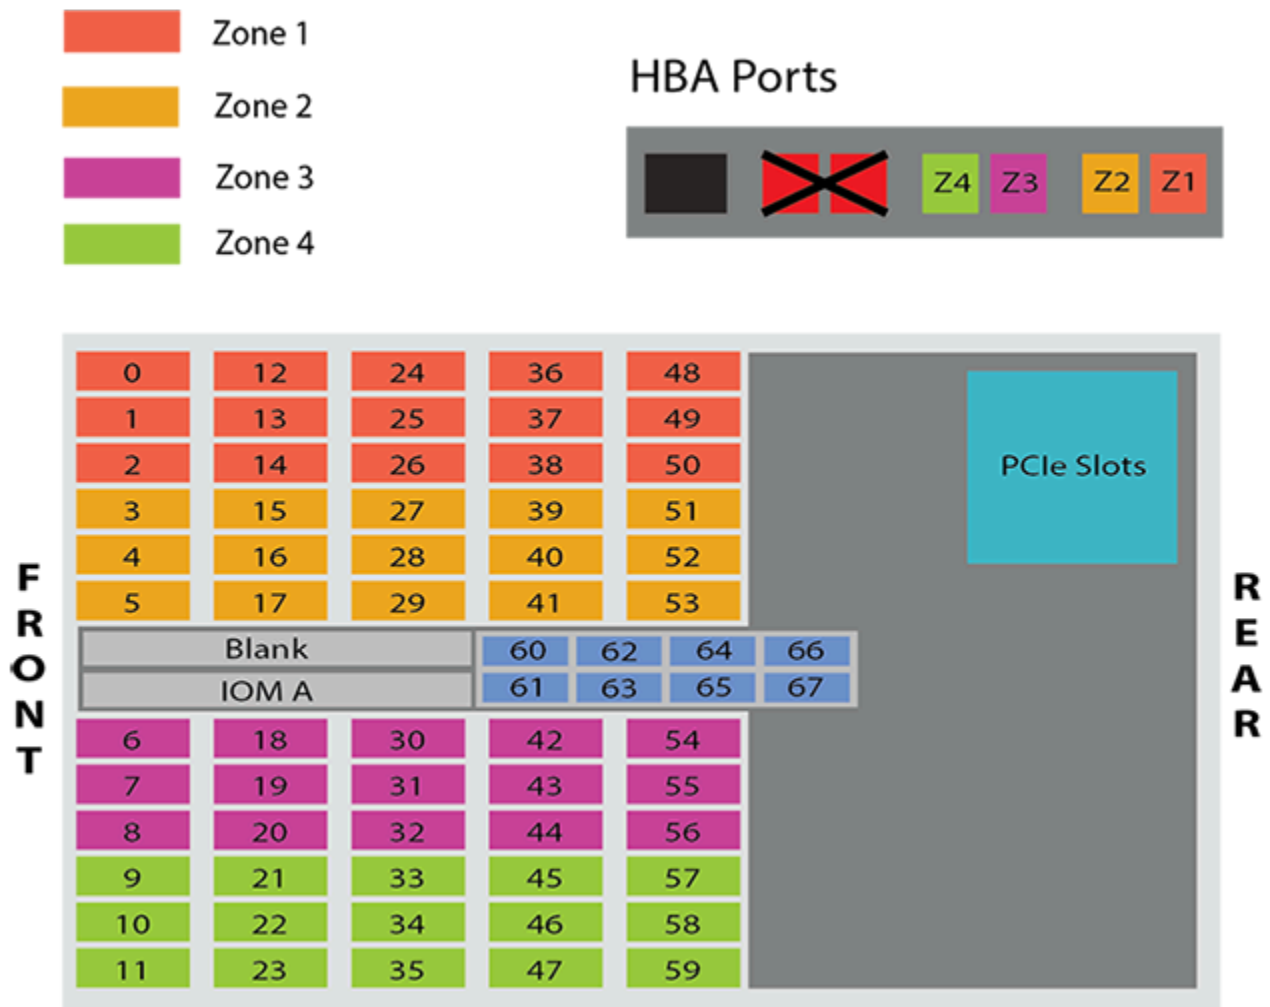 Zone 1
Zone 2
Zone 3
Zone 4
HBA Ports
Z4 Z3 Z2 Z1
FRONT
0 12 24 36 48
1 13 25 37 49
2 14 26 38 50
3 15 27 39 51
4 16 28 40 52
5 17 29 41 53
Blank 60 62 64 66
IOM A 61 63 65 67
6 18 30 42 54
7 19 31 43 55
8 20 32 44 56
9 21 33 45 57
10 22 34 46 58
11 23 35 47 59
PCIe Slots
REAR